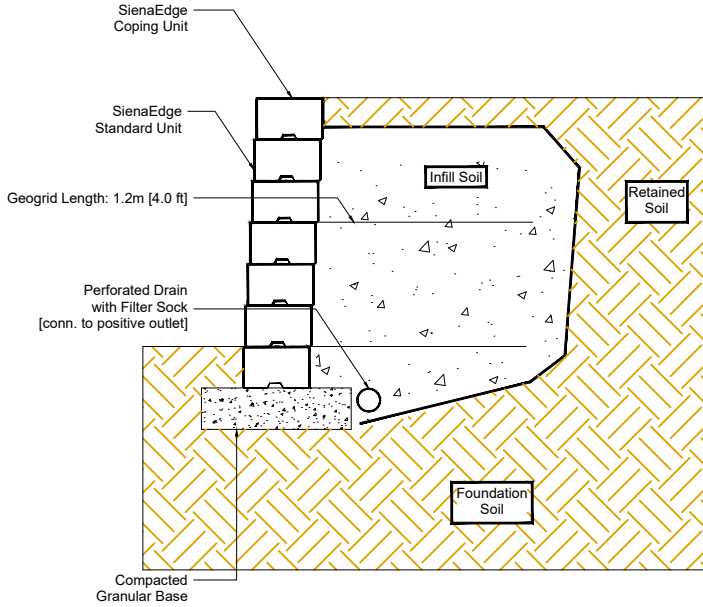 SienaEdge
Coping Unit
SienaEdge
Standard Unit
Infill Soil
Geogrid Length: 1.2m [4.0 ft]
Retained
Soil
Perforated Drain
with Filter Sock
[conn. to positive outlet]
Foundation
Soil
Compacted
Granular Base